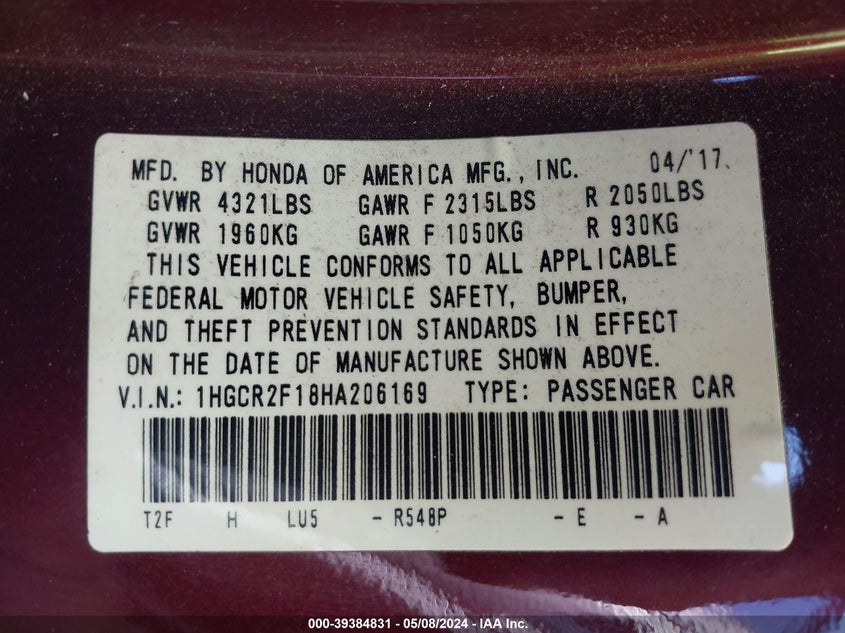 MFD. BY HONDA OF AMERICA MFG., INC. 04/'17.
GVWR 4321LBS GAWR F 2315LBS R 2050LBS
GVWR 1960KG GAWR F 1050KG R 930KG
THIS VEHICLE CONFORMS TO ALL APPLICABLE
FEDERAL MOTOR VEHICLE SAFETY, BUMPER,
AND THEFT PREVENTION STANDARDS IN EFFECT
ON THE DATE OF MANUFACTURE SHOWN ABOVE.
V.I.N.: 1HGCR2F18HA206169 TYPE: PASSENGER CAR
T2F H LU5 - R548P - E - A
000-39384831 - 05/08/2024 - IAA Inc.